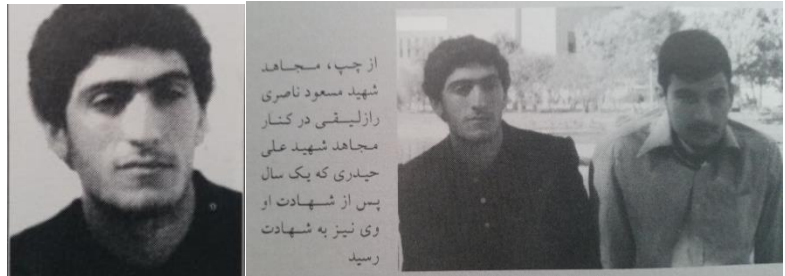 از چپ، مجاهد
شهید مسعود ناصری
رازلیقی در کنار
مجاهد شهید علی
حیدری که یک سال
پس از شهادت او
وی نیز به شهادت
رسید